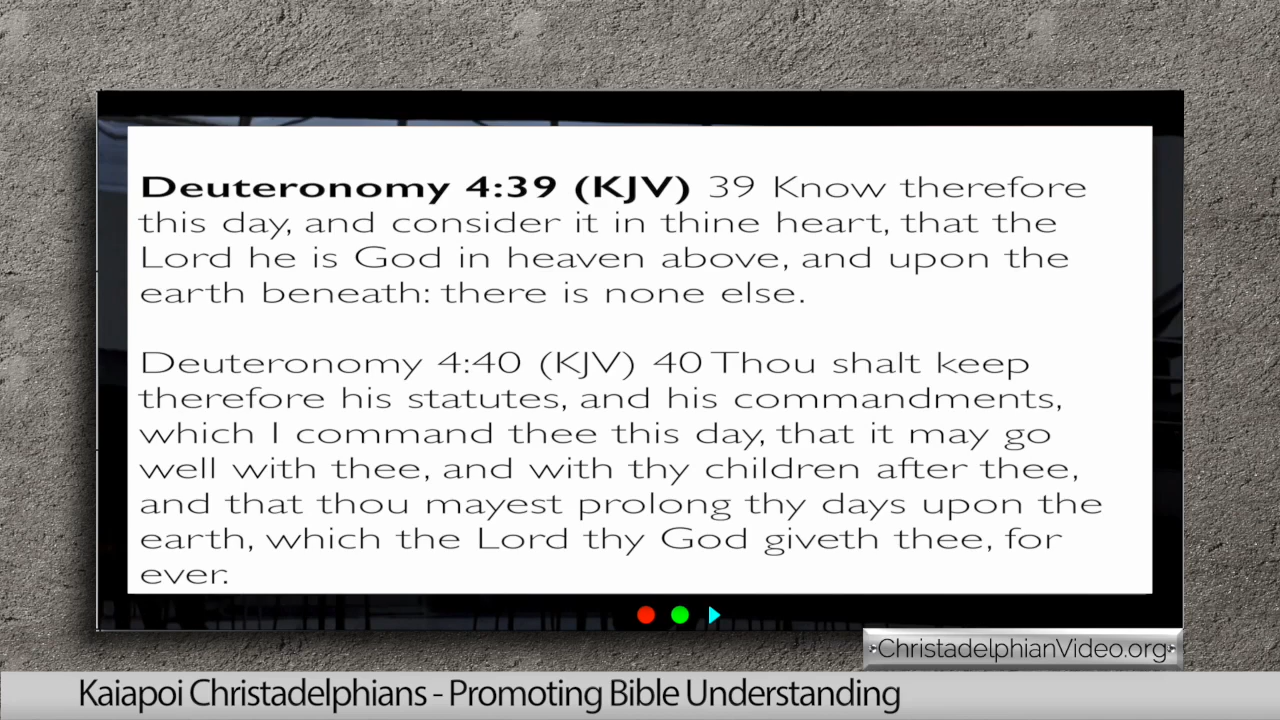 Deuteronomy 4:39 (KJV) 39 Know therefore
this day, and consider it in thine heart, that the
Lord he is God in heaven above, and upon the
earth beneath: there is none else.
Deuteronomy 4:40 (KJV) 40 Thou shalt keep
therefore his statutes, and his commandments,
which I command thee this day, that it may go
well with thee, and with thy children after thee,
and that thou mayest prolong thy days upon the
earth, which the Lord thy God giveth thee, for
ever.
ChristadelphianVideo.org
Kaiapoi Christadelphians - Promoting Bible Understanding